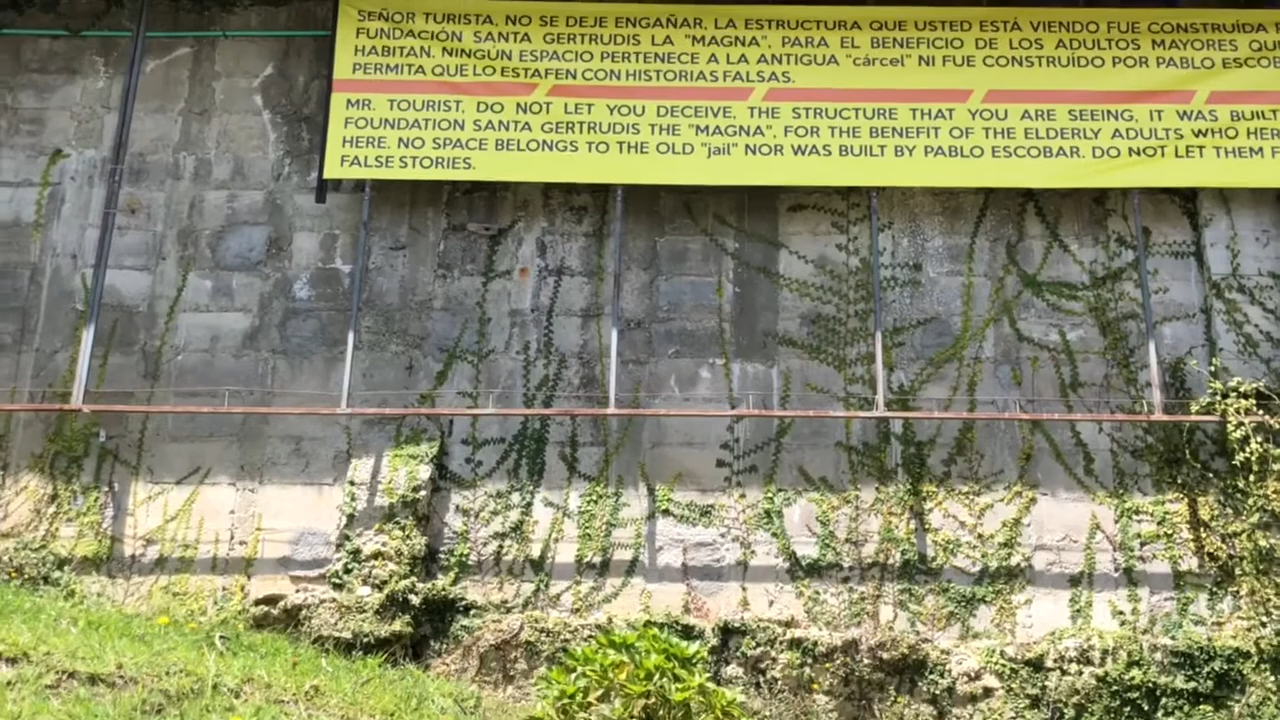 SEÑOR TURISTA, NO SE DEJE ENGAÑAR, LA ESTRUCTURA QUE USTED ESTÁ VIENDO FUE CONSTRUÍDA
FUNDACIÓN SANTA GERTRUDIS LA "MAGNA", PARA EL BENEFICIO DE LOS ADULTOS MAYORES
HABITAN. NINGÚN ESPACIO PERTENECE A LA ANTIGUA "cárcel" NI FUE CONSTRUÍDO POR PABLO
PERMITA QUE LO ESTAFEN CON HISTORIAS FALSAS.
MR. TOURIST, DO NOT LET YOU DECEIVE, THE STRUCTURE THAT YOU ARE SEEING, IT WAS BUILT
FOUNDATION SANTA GERTRUDIS THE "MAGNA", FOR THE BENEFIT OF THE ELDERLY ADULTS WHO
HERE. NO SPACE BELONGS TO THE OLD "jail" NOR WAS BUILT BY PABLO ESCOBAR. DO NOT LET THEM
FALSE STORIES.